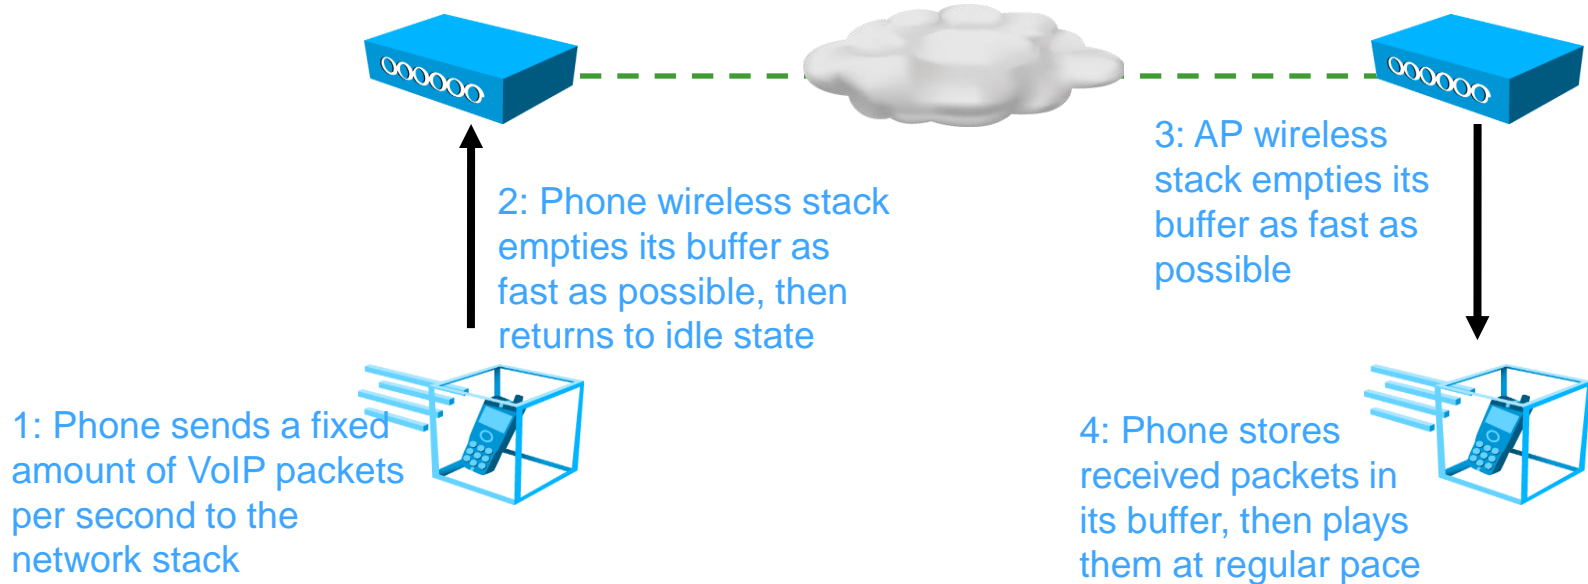 1: Phone sends a fixed
amount of VoIP packets
per second to the
network stack
2: Phone wireless stack
empties its buffer as
fast as possible, then
returns to idle state
3: AP wireless
stack empties its
buffer as fast as
possible
4: Phone stores
received packets in
its buffer, then plays
them at regular pace